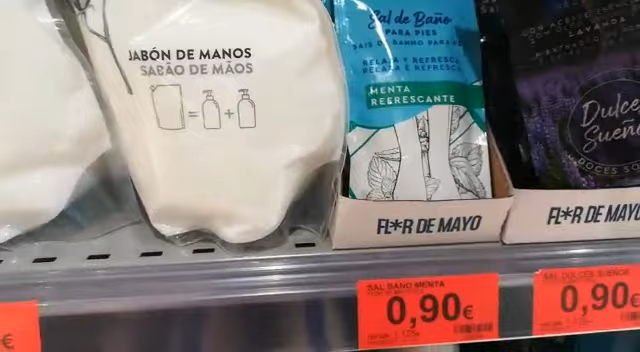 JABÓN DE MANOS
SABÃO DE MÃOS
=
+
Sal de Baño
PARA PIES
SAIS DE BANHO PARA
RELAJA Y REFRESCA
RELAXA E REFRESCA
MENTA
REFRESCANTE
FL*R DE MAYO
LAVANDA
Dulces
Sueños
DOCES
FL*R DE MAYO
€
SAL BAÑO MENTA
0,90€
SAL DULCES SUEÑOS
0,90€